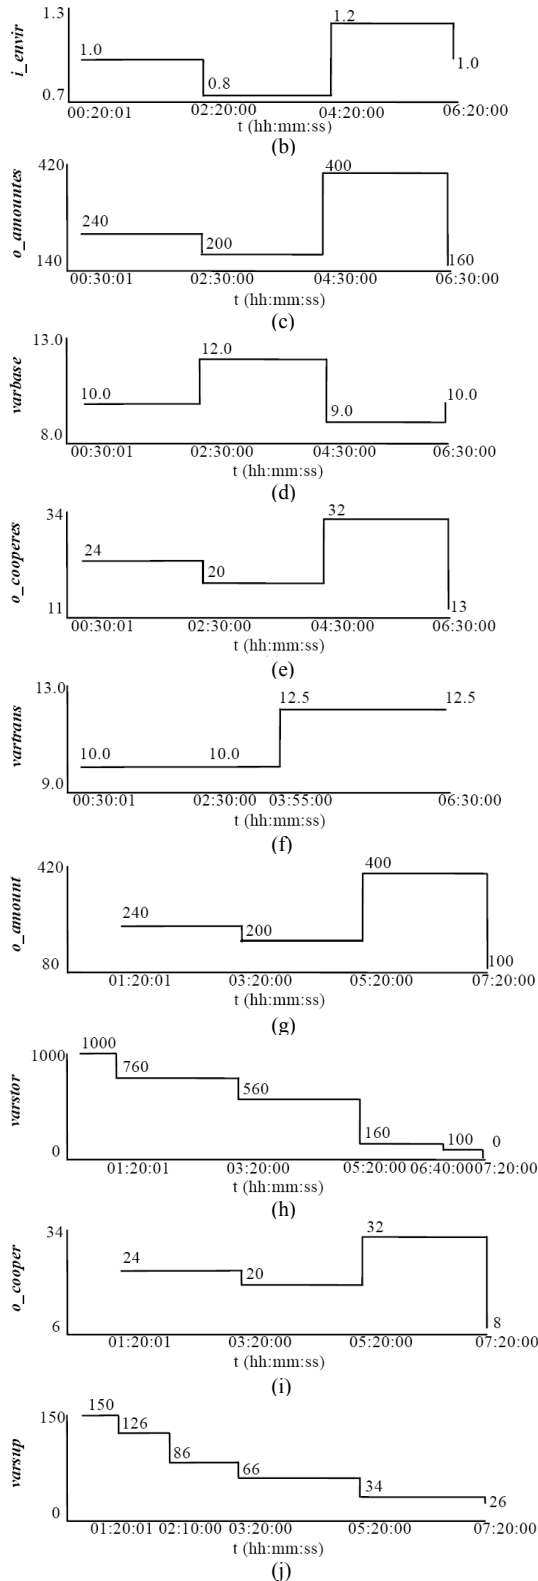 1.3
1.2
1.0
0.8
1.0
0.7
i_envir
00:20:01 02:20:00 04:20:00 06:20:00
t (hh:mm:ss)
(b)
420
400
240
200
140
160
o_amountes
00:30:01 02:30:00 04:30:00 06:30:00
t (hh:mm:ss)
(c)
13.0
12.0
10.0
10.0
9.0
8.0
varbase
00:30:01 02:30:00 04:30:00 06:30:00
t (hh:mm:ss)
(d)
34
32
24
20
11
13
o_cooperes
00:30:01 02:30:00 04:30:00 06:30:00
t (hh:mm:ss)
(e)
13.0
12.5 12.5
10.0 10.0
9.0
vartrans
00:30:01 02:30:00 03:55:00 06:30:00
t (hh:mm:ss)
(f)
420
400
240
200
80
100
o_amount
01:20:01 03:20:00 05:20:00 07:20:00
t (hh:mm:ss)
(g)
1000
1000
760
560
160 100 0
0
varstor
01:20:01 03:20:00 05:20:00 06:40:00 07:20:00
t (hh:mm:ss)
(h)
34
32
24
20
6
8
o_cooper
01:20:01 03:20:00 05:20:00 07:20:00
t (hh:mm:ss)
(i)
150
150
126
86
66
34
26
0
varsup
01:20:01 02:10:00 03:20:00 05:20:00 07:20:00
t (hh:mm:ss)
(j)